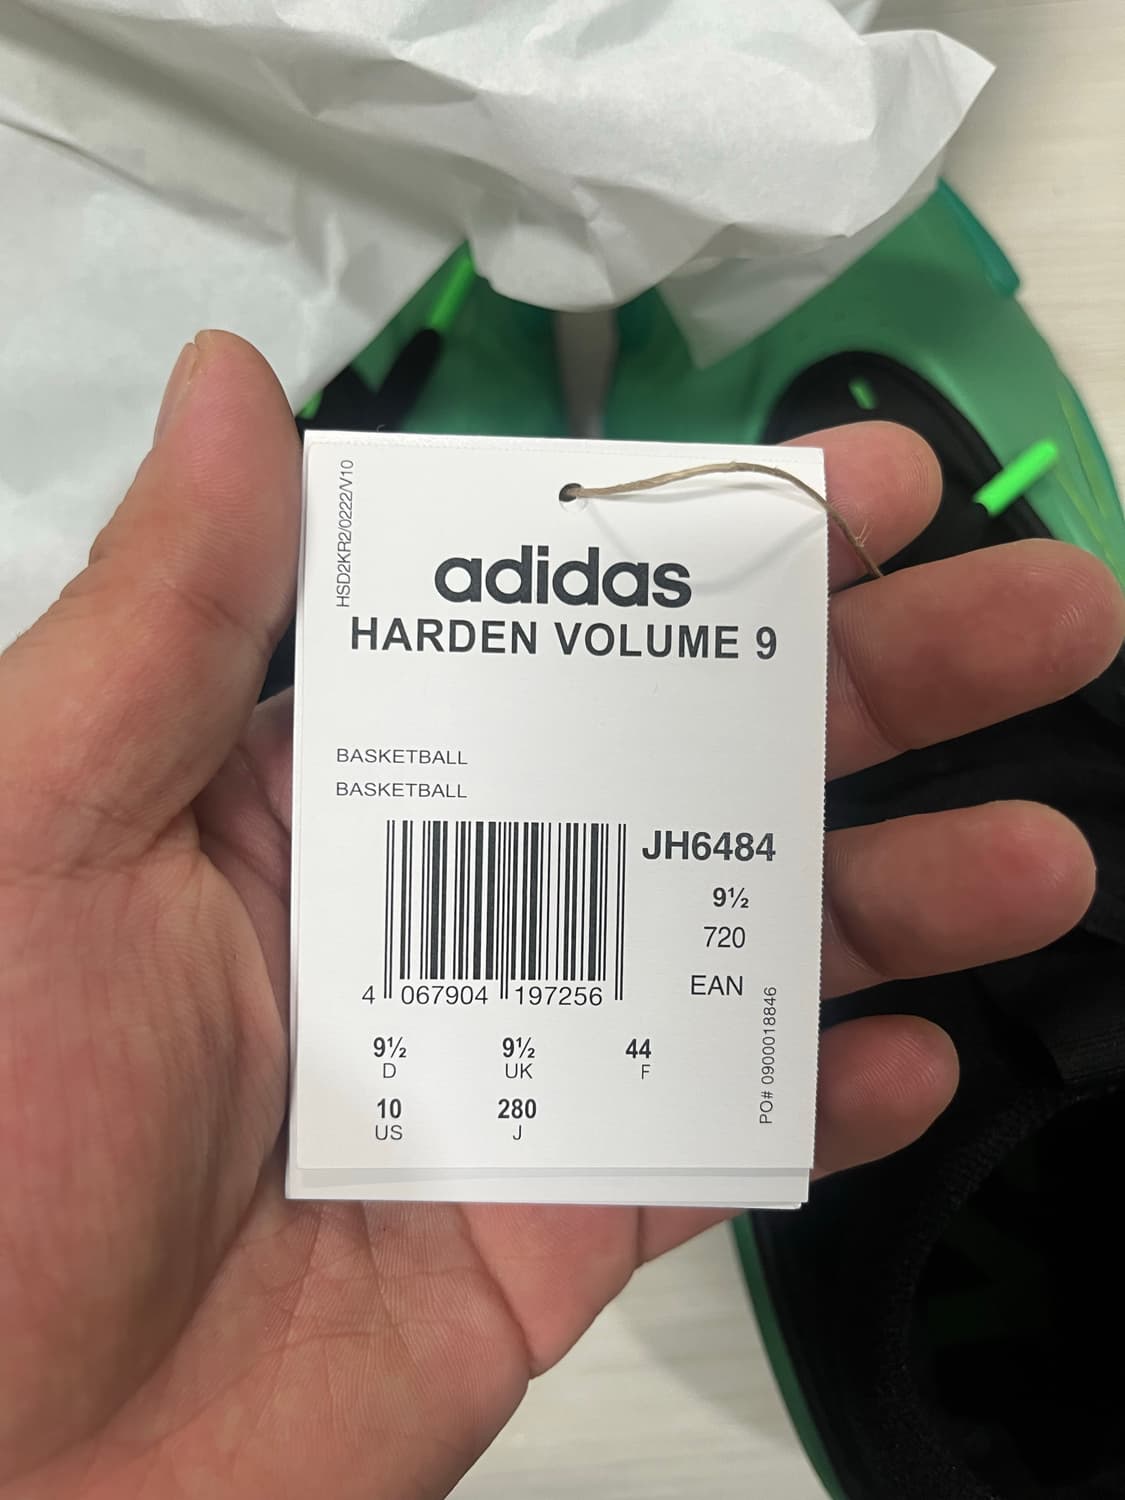 HSD2KR2/0222/V10
adidas
HARDEN VOLUME 9
BASKETBALL
BASKETBALL
JH6484
9½
720
EAN
4 067904 197256
9½ 9½ 44
D UK F
10 280
US J
PO# 0900018846